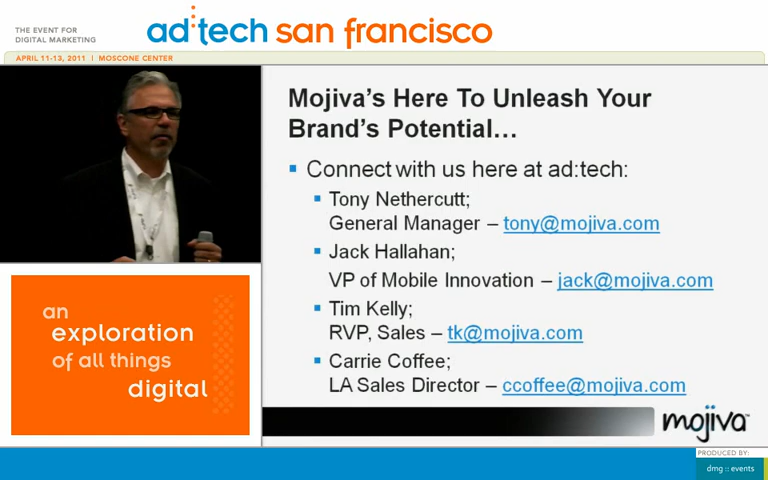 THE EVENT FOR
DIGITAL MARKETING
ad:tech san francisco
APRIL 11-13, 2011 | MOSCONE CENTER
Mojiva's Here To Unleash Your
Brand's Potential...
Connect with us here at ad:tech:
Tony Nethercutt;
General Manager – tony@mojiva.com
Jack Hallahan;
VP of Mobile Innovation – jack@mojiva.com
Tim Kelly;
RVP, Sales – tk@mojiva.com
Carrie Coffee;
LA Sales Director – ccoffee@mojiva.com
mojiva™
an
exploration
of all things
digital
PRODUCED BY:
dmg :: events